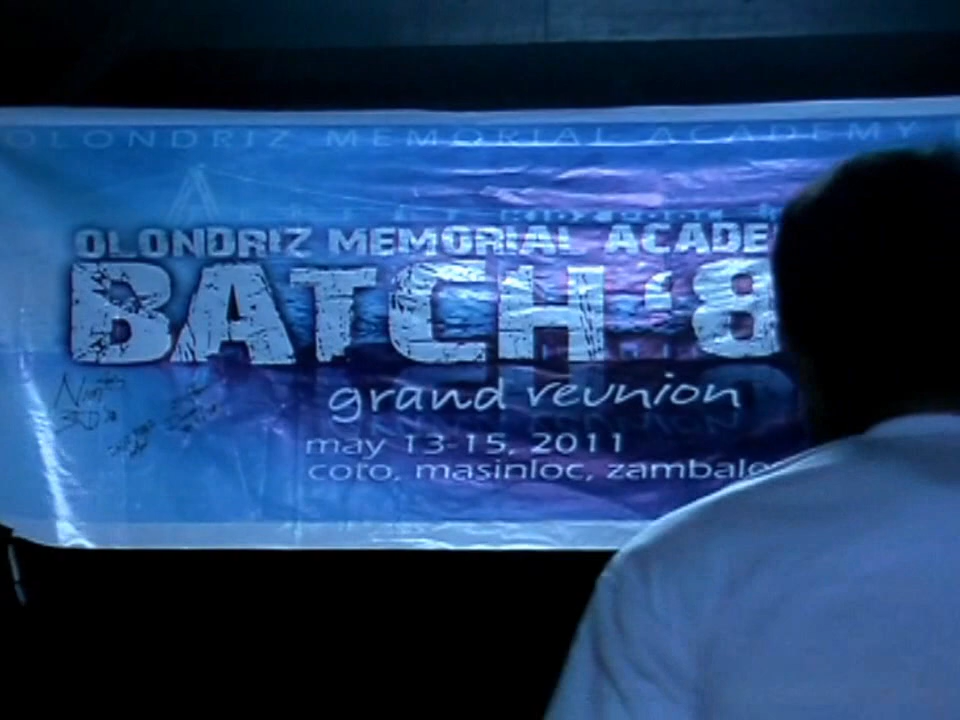 OLONDRIZ MEMORIAL ACADEMY
OLONDRIZ MEMORIAL ACADE
BATCH '8
grand reunion
may 13-15, 2011
coto, masinloc, zambale